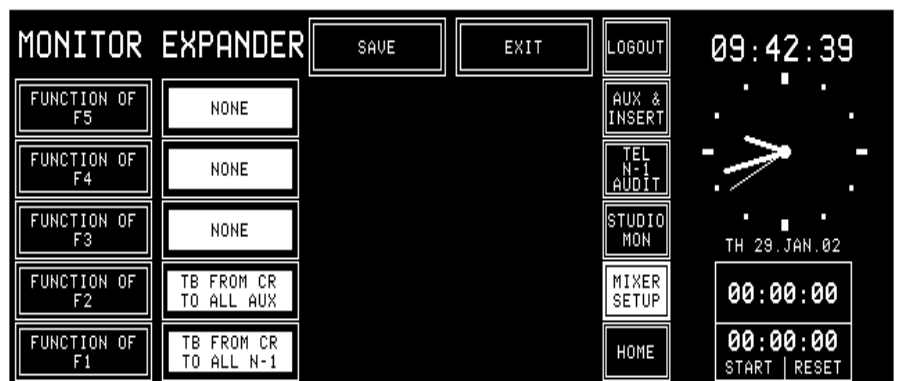 MONITOR EXPANDER
SAVE
EXIT
LOGOUT
09:42:39
FUNCTION OF
F5
NONE
AUX &
INSERT
FUNCTION OF
F4
NONE
TEL
N-1
AUDIT
FUNCTION OF
F3
NONE
STUDIO
MON
TH 29.JAN.02
FUNCTION OF
F2
TB FROM CR
TO ALL AUX
MIXER
SETUP
00:00:00
FUNCTION OF
F1
TB FROM CR
TO ALL N-1
HOME
00:00:00
START | RESET